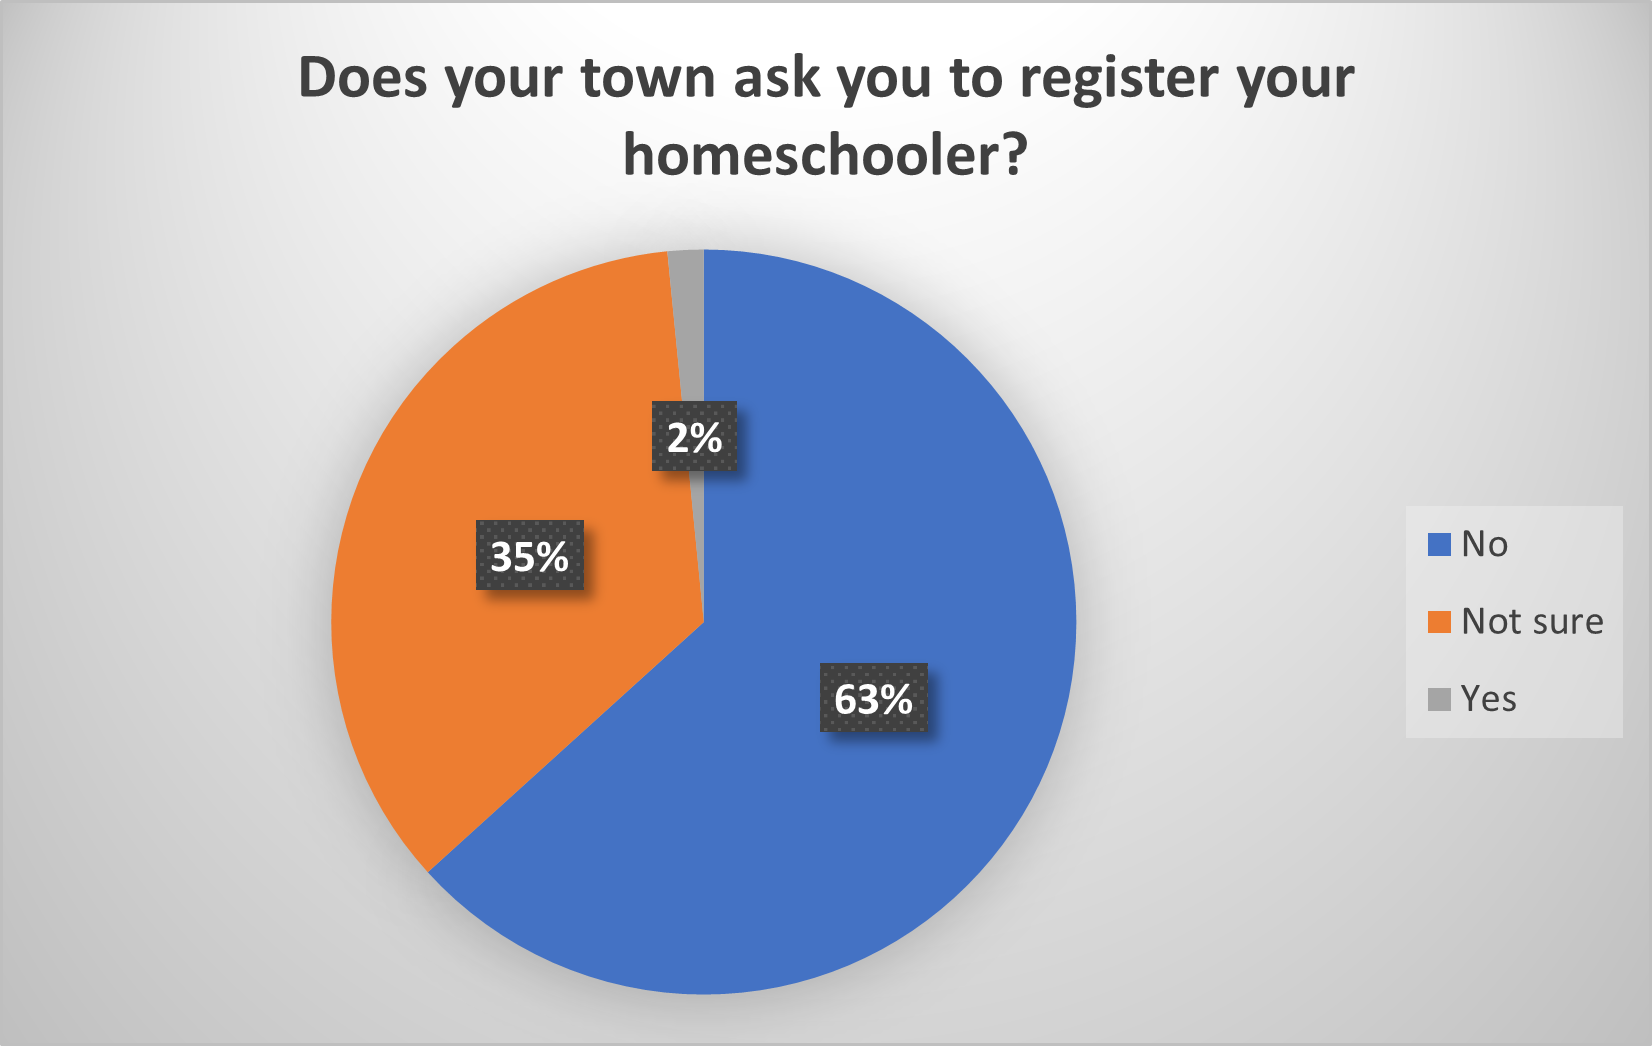 Does your town ask you to register your
homeschooler?
2%
35%
63%
No
Not sure
Yes